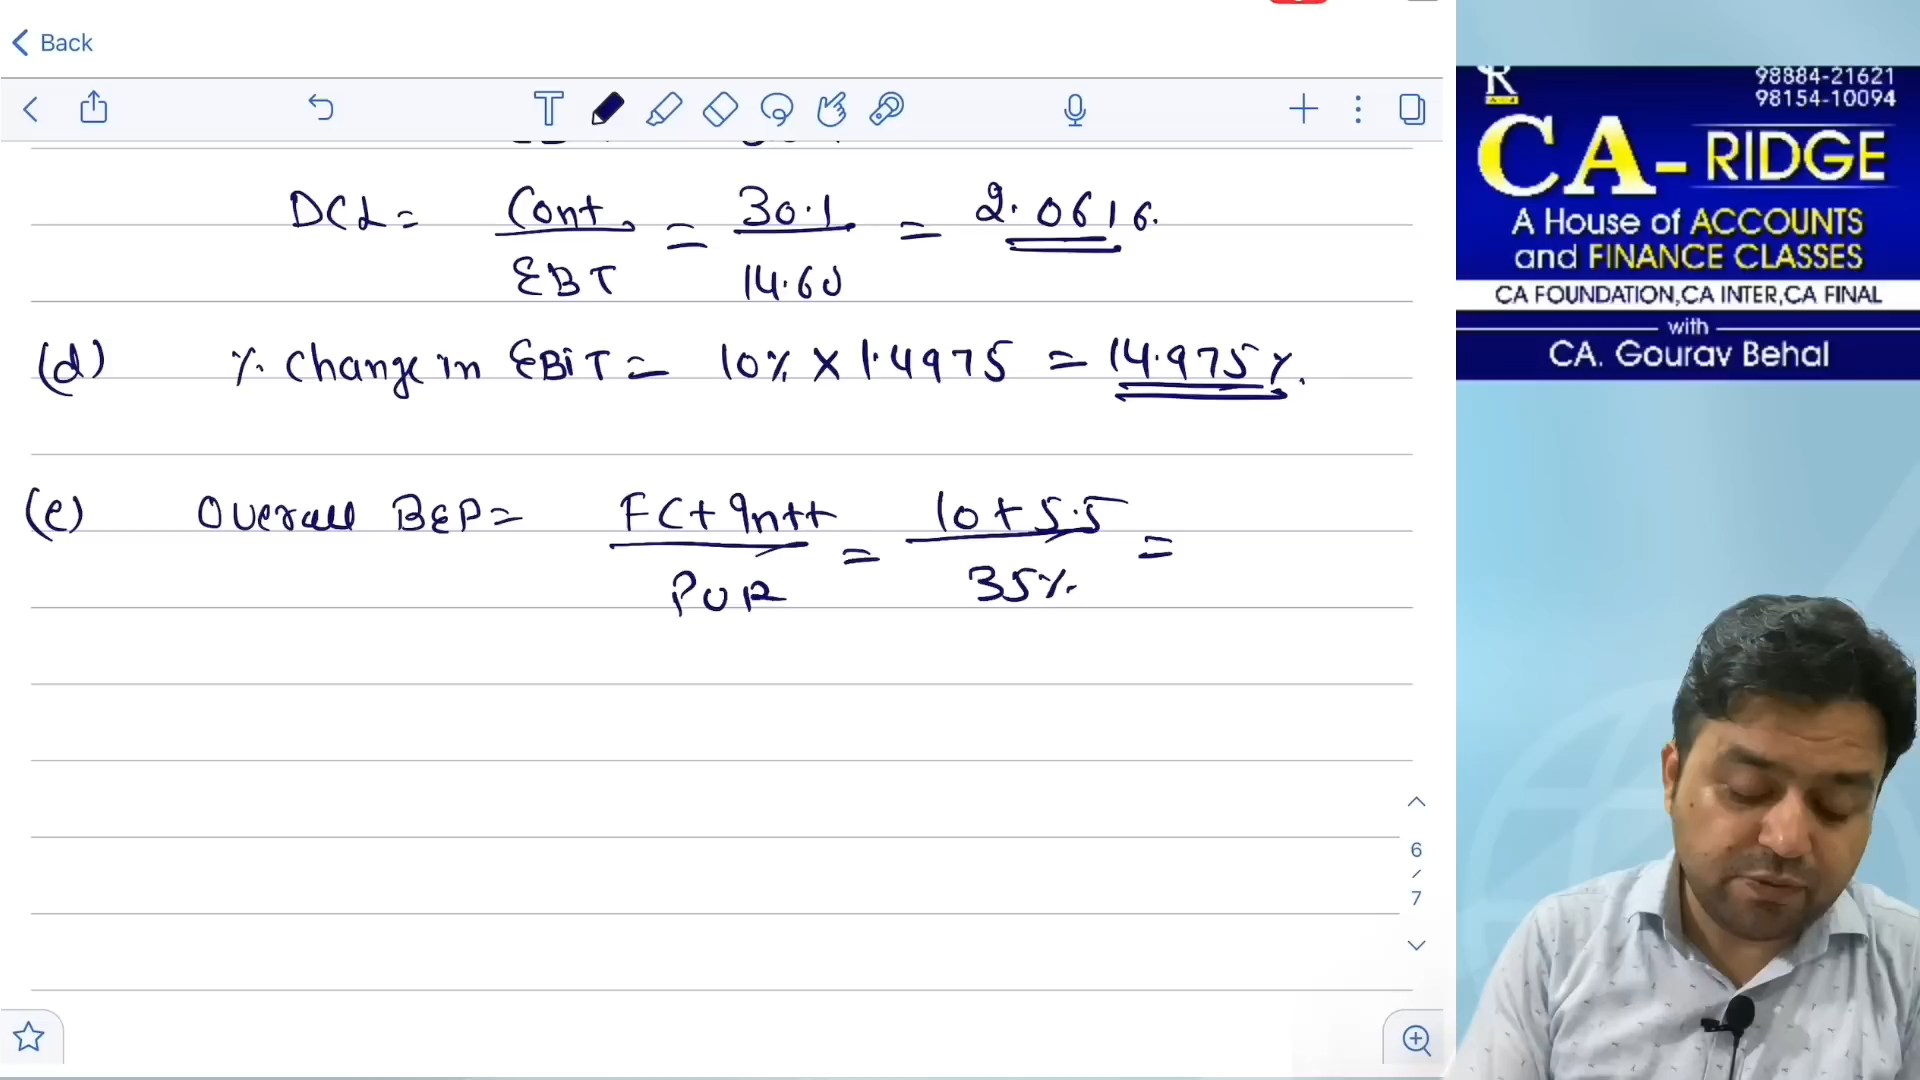 Back
T
DCL = Cont. / EBT = 30.1 / 14.60 = 2.0616.
(d) % Change in EBIT = 10% × 1.4975 = 14.975%.
(e) Overall BEP = FC + Intt / PVR = 10 + 5.5 / 35% =
6
/
7
R
98884-21621
98154-10094
CA-RIDGE
A House of ACCOUNTS
and FINANCE CLASSES
CA FOUNDATION,CA INTER,CA FINAL
with
CA. Gourav Behal